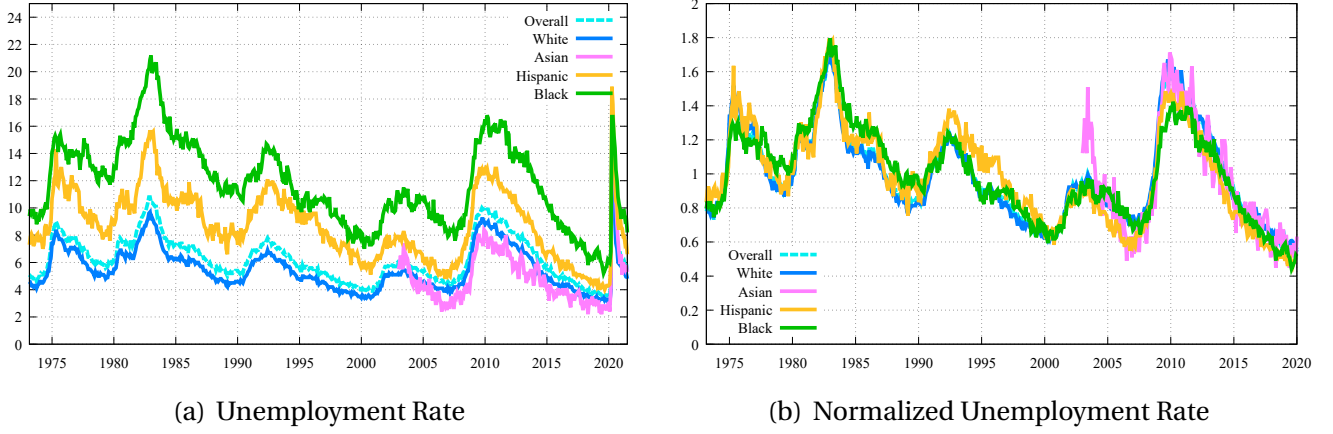 24
22
20
18
16
14
12
10
8
6
4
2
0
1975 1980 1985 1990 1995 2000 2005 2010 2015 2020
Overall
White
Asian
Hispanic
Black
(a) Unemployment Rate
2
1.8
1.6
1.4
1.2
1
0.8
0.6
0.4
0.2
0
1975 1980 1985 1990 1995 2000 2005 2010 2015 2020
Overall
White
Asian
Hispanic
Black
(b) Normalized Unemployment Rate